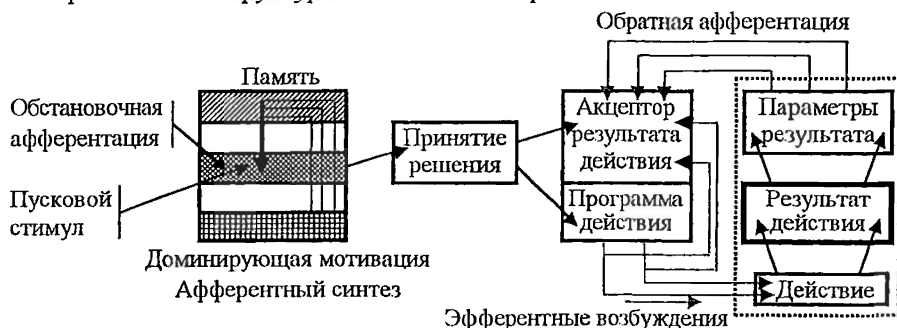 Обратная афферентация
Память
Обстановочная
афферентация
Пусковой
стимул
Доминирующая мотивация
Афферентный синтез
Принятие
решения
Акцептор
результата
действия
Программа
действия
Параметры
результата
Результат
действия
Действие
Эфферентные возбуждения